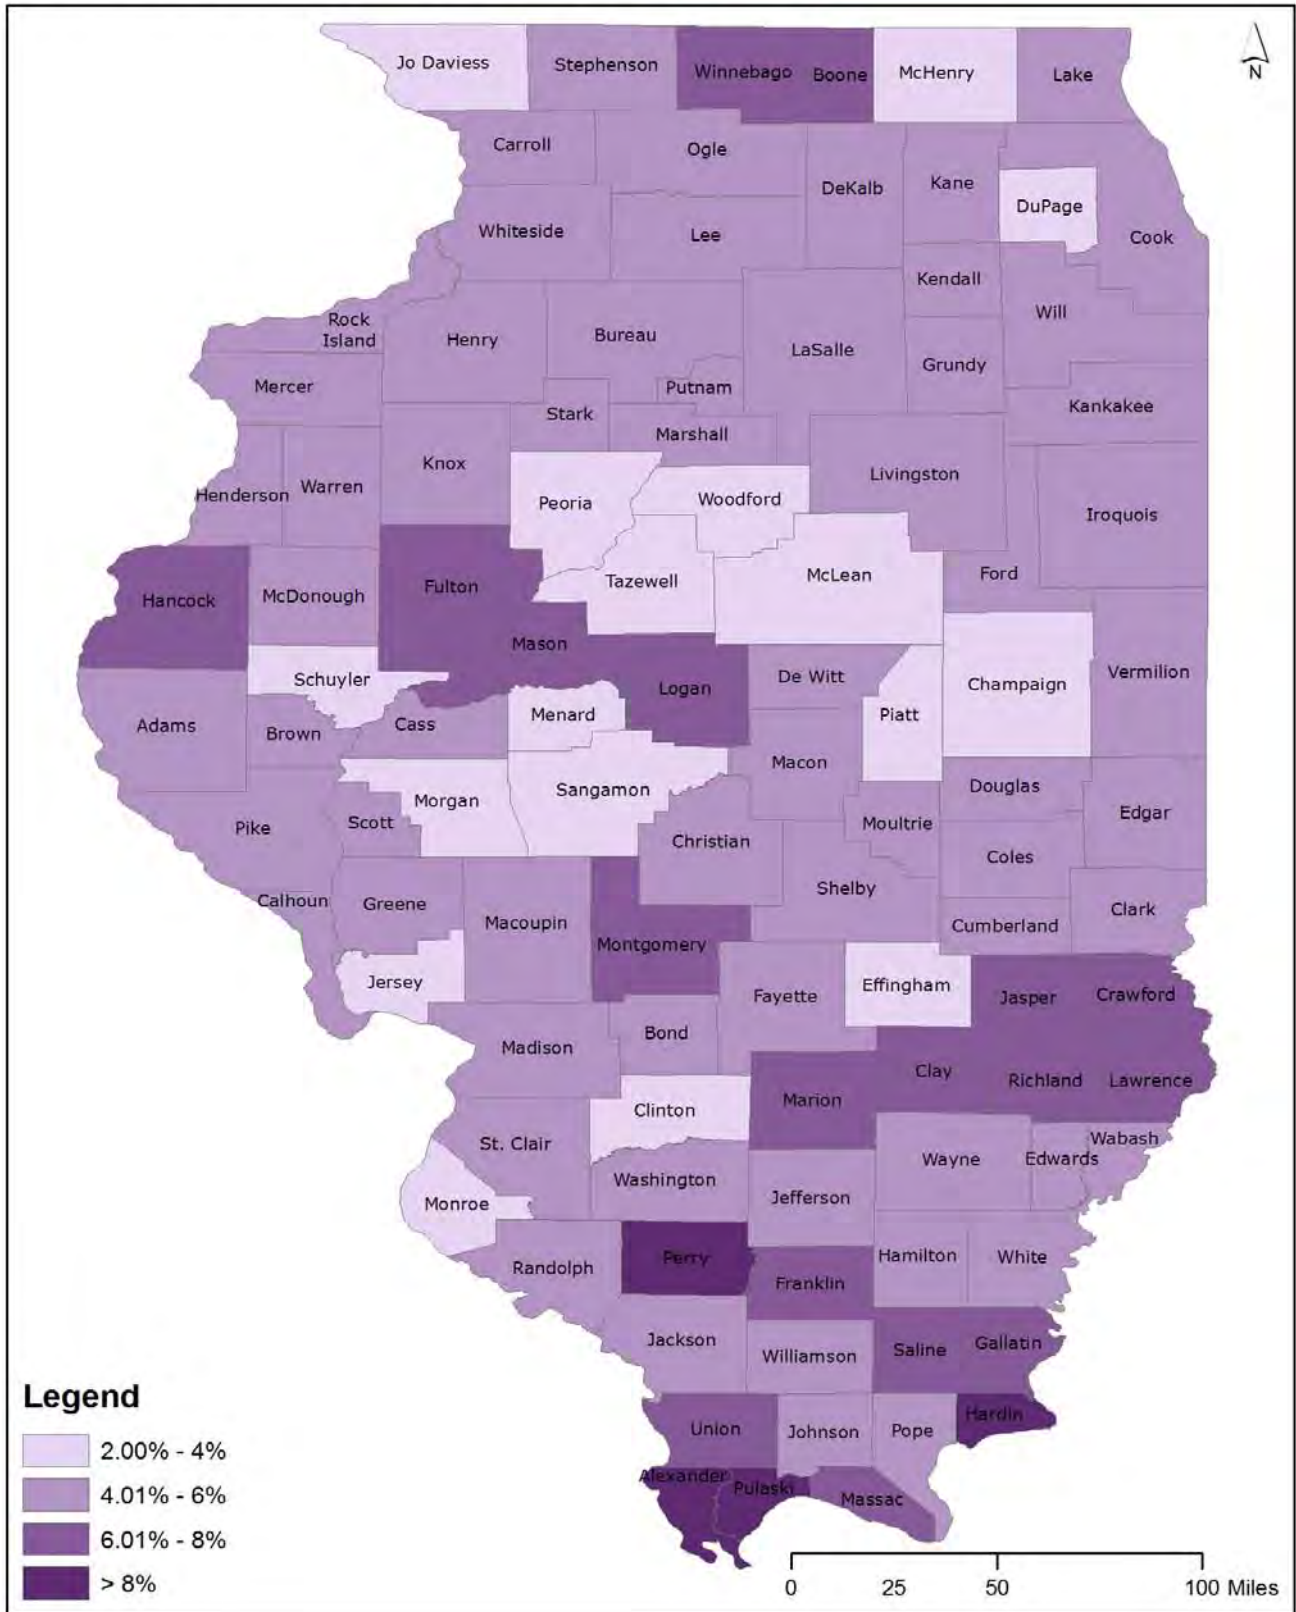 Jo Daviess
Stephenson
Winnebago
Boone
McHenry
Lake
N
Carroll
Ogle
DeKalb
Kane
DuPage
Cook
Whiteside
Lee
Kendall
Will
Rock
Island
Henry
Bureau
LaSalle
Grundy
Mercer
Putnam
Kankakee
Stark
Marshall
Knox
Livingston
Henderson
Warren
Peoria
Woodford
Iroquois
Hancock
McDonough
Fulton
Tazewell
McLean
Ford
Mason
Schuyler
Logan
De Witt
Champaign
Vermilion
Adams
Brown
Cass
Menard
Piatt
Macon
Morgan
Sangamon
Douglas
Edgar
Pike
Scott
Christian
Moultrie
Coles
Shelby
Calhoun
Greene
Macoupin
Montgomery
Cumberland
Clark
Jersey
Fayette
Effingham
Jasper
Crawford
Madison
Bond
Clay
Richland
Lawrence
Clinton
Marion
St. Clair
Washington
Wayne
Edwards
Wabash
Monroe
Jefferson
Randolph
Perry
Franklin
Hamilton
White
Jackson
Williamson
Saline
Gallatin
Union
Johnson
Pope
Hardin
Alexander
Pulaski
Massac
Legend
2.00% - 4%
4.01% - 6%
6.01% - 8%
> 8%
0 25 50 100 Miles